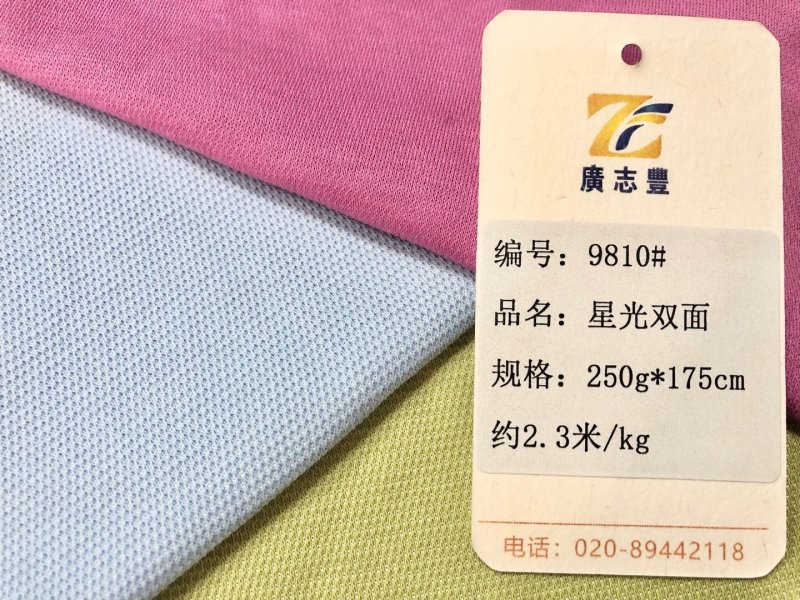 廣志豐
编号：9810#
品名：星光双面
规格：250g*175cm
约2.3米/kg
电话：020-89442118